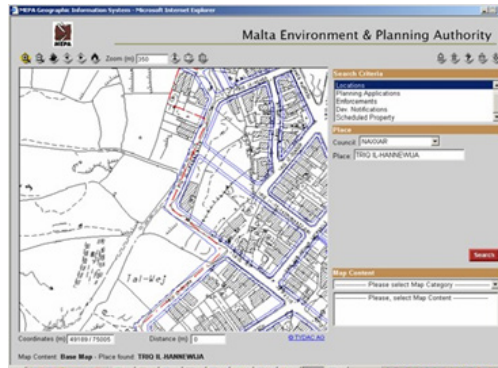 MEPA Geographic Information System - Microsoft Internet Explorer
MEPA
Malta Environment & Planning Authority
Zoom (m) 350
Search Criteria
Locations
Planning Applications
Enforcements
Dev. Notifications
Scheduled Property
Place
Council: NAXXAR
Place: TRIQ IL-HANNEWIJA
Search
Tal-Wej
Map Content
Please select Map Category
Please, select Map Content
Coordinates (m) 49189 / 75005 Distance (m) 0 © TYDAC AG
Map Content: Base Map - Place found: TRIQ IL-HANNEWIJA